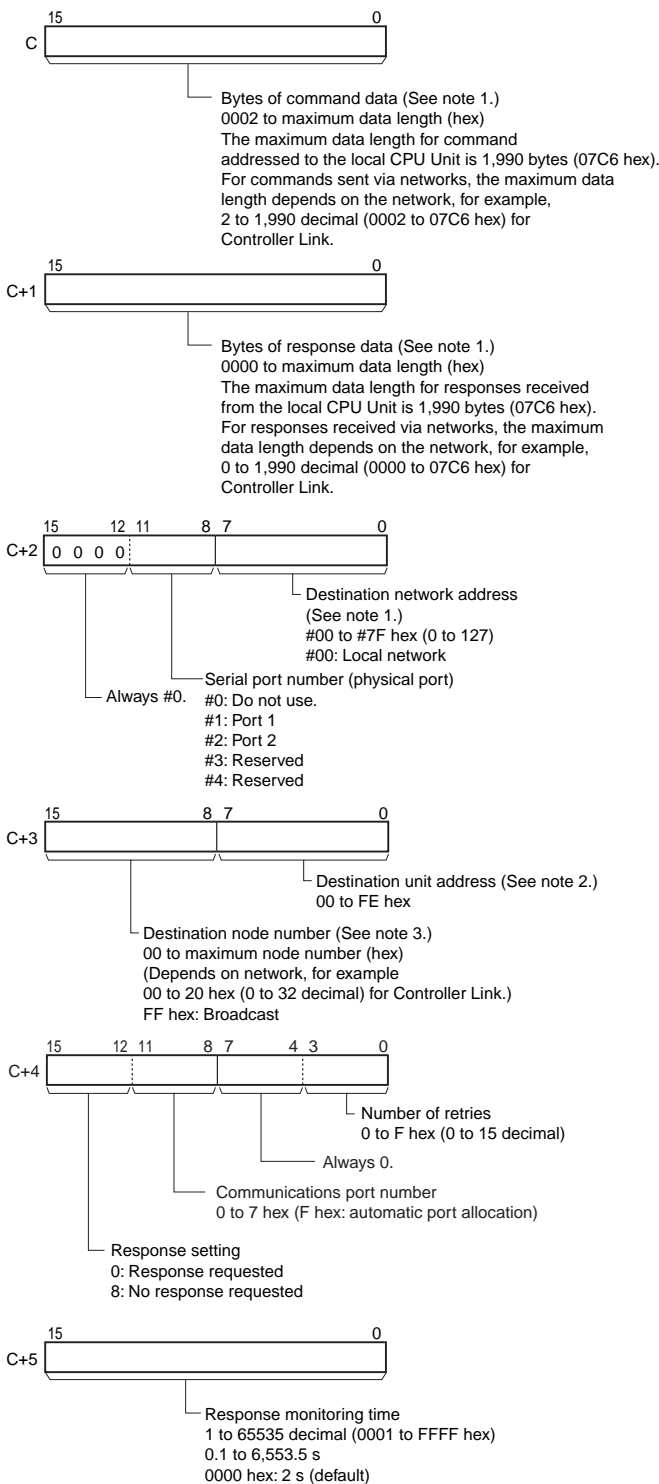 15 0
C
Bytes of command data (See note 1.)
0002 to maximum data length (hex)
The maximum data length for command
addressed to the local CPU Unit is 1,990 bytes (07C6 hex).
For commands sent via networks, the maximum data
length depends on the network, for example,
2 to 1,990 decimal (0002 to 07C6 hex) for
Controller Link.
15 0
C+1
Bytes of response data (See note 1.)
0000 to maximum data length (hex)
The maximum data length for responses received
from the local CPU Unit is 1,990 bytes (07C6 hex).
For responses received via networks, the maximum
data length depends on the network, for example,
0 to 1,990 decimal (0000 to 07C6 hex) for
Controller Link.
15 12 11 8 7 0
C+2 0 0 0 0
Destination network address
(See note 1.)
#00 to #7F hex (0 to 127)
#00: Local network
Serial port number (physical port)
#0: Do not use.
#1: Port 1
#2: Port 2
#3: Reserved
#4: Reserved
Always #0.
15 8 7 0
C+3
Destination unit address (See note 2.)
00 to FE hex
Destination node number (See note 3.)
00 to maximum node number (hex)
(Depends on network, for example
00 to 20 hex (0 to 32 decimal) for Controller Link.)
FF hex: Broadcast
15 12 11 8 7 4 3 0
C+4
Number of retries
0 to F hex (0 to 15 decimal)
Always 0.
Communications port number
0 to 7 hex (F hex: automatic port allocation)
Response setting
0: Response requested
8: No response requested
15 0
C+5
Response monitoring time
1 to 65535 decimal (0001 to FFFF hex)
0.1 to 6,553.5 s
0000 hex: 2 s (default)